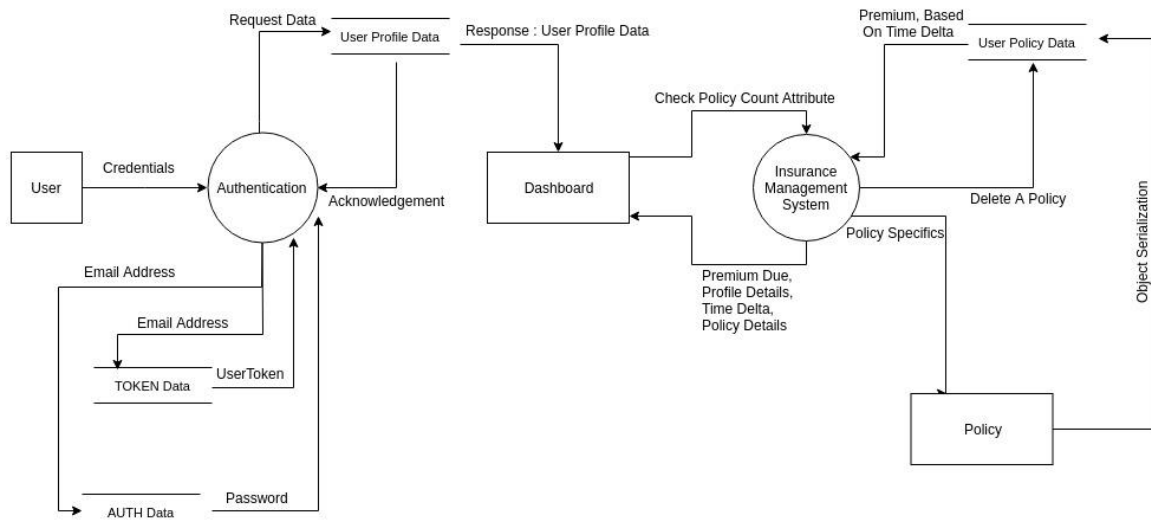 Request Data
User Profile Data
Response : User Profile Data
Premium, Based
On Time Delta
User Policy Data
Check Policy Count Attribute
User
Credentials
Authentication
Acknowledgement
Dashboard
Insurance
Management
System
Delete A Policy
Policy Specifics
Object Serialization
Email Address
Email Address
Premium Due,
Profile Details,
Time Delta,
Policy Details
TOKEN Data
UserToken
Policy
AUTH Data
Password